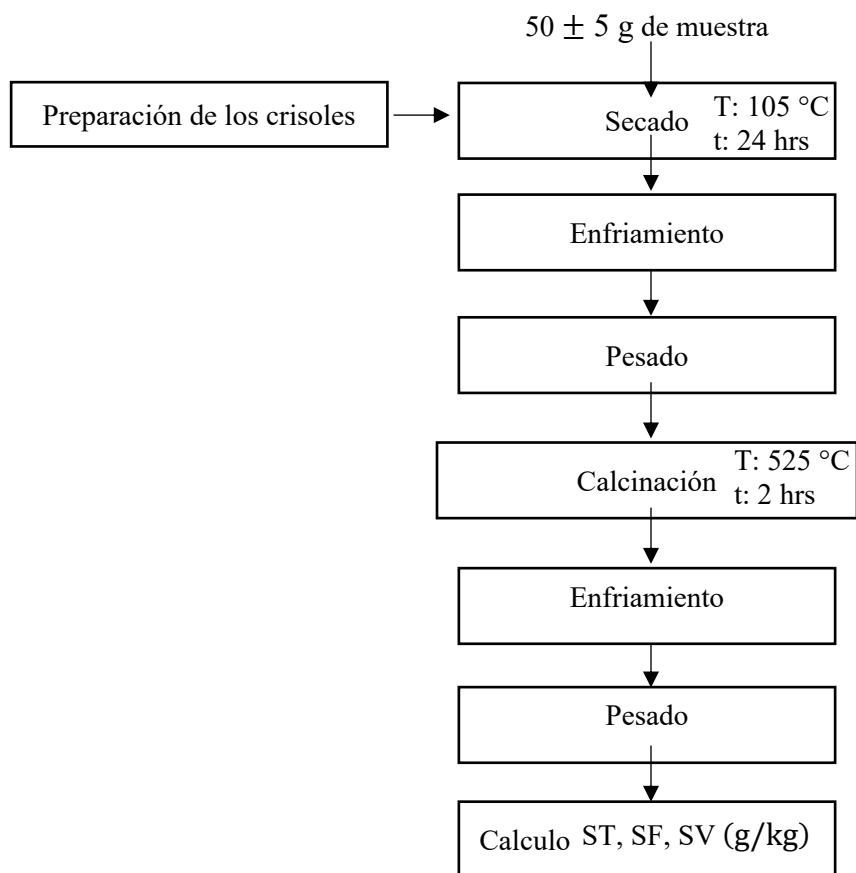 50 ± 5 g de muestra
Preparación de los crisoles
Secado
T: 105 °C
t: 24 hrs
Enfriamiento
Pesado
Calcinación
T: 525 °C
t: 2 hrs
Enfriamiento
Pesado
Calculo ST, SF, SV (g/kg)